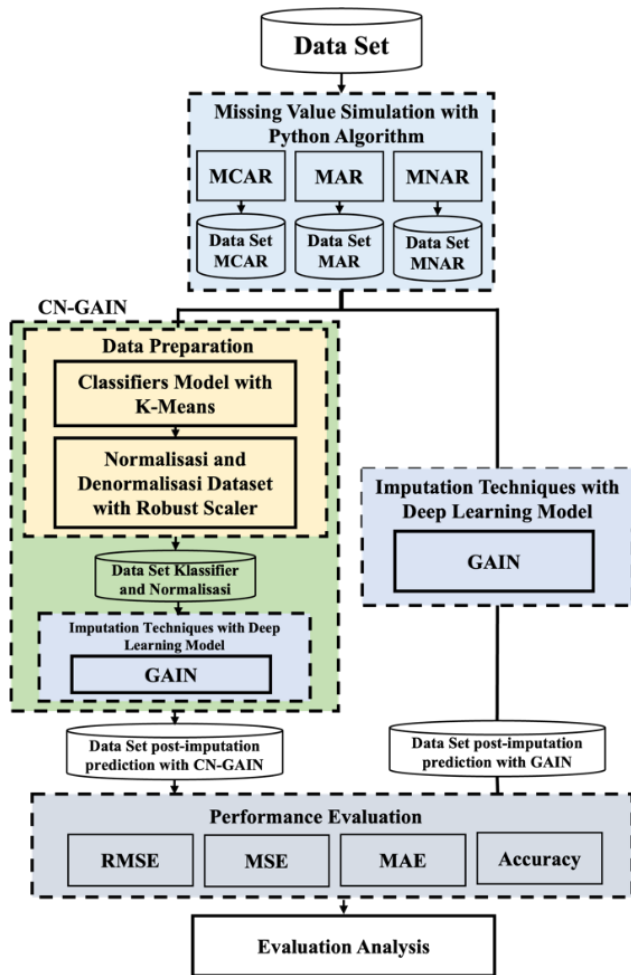 Data Set
Missing Value Simulation with
Python Algorithm
MCAR
MAR
MNAR
Data Set
MCAR
Data Set
MAR
Data Set
MNAR
CN-GAIN
Data Preparation
Classifiers Model with
K-Means
Normalisasi and
Denormalisasi Dataset
with Robust Scaler
Data Set Klassifier
and Normalisasi
Imputation Techniques with Deep
Learning Model
GAIN
Imputation Techniques with
Deep Learning Model
GAIN
Data Set post-imputation
prediction with CN-GAIN
Data Set post-imputation
prediction with GAIN
Performance Evaluation
RMSE
MSE
MAE
Accuracy
Evaluation Analysis